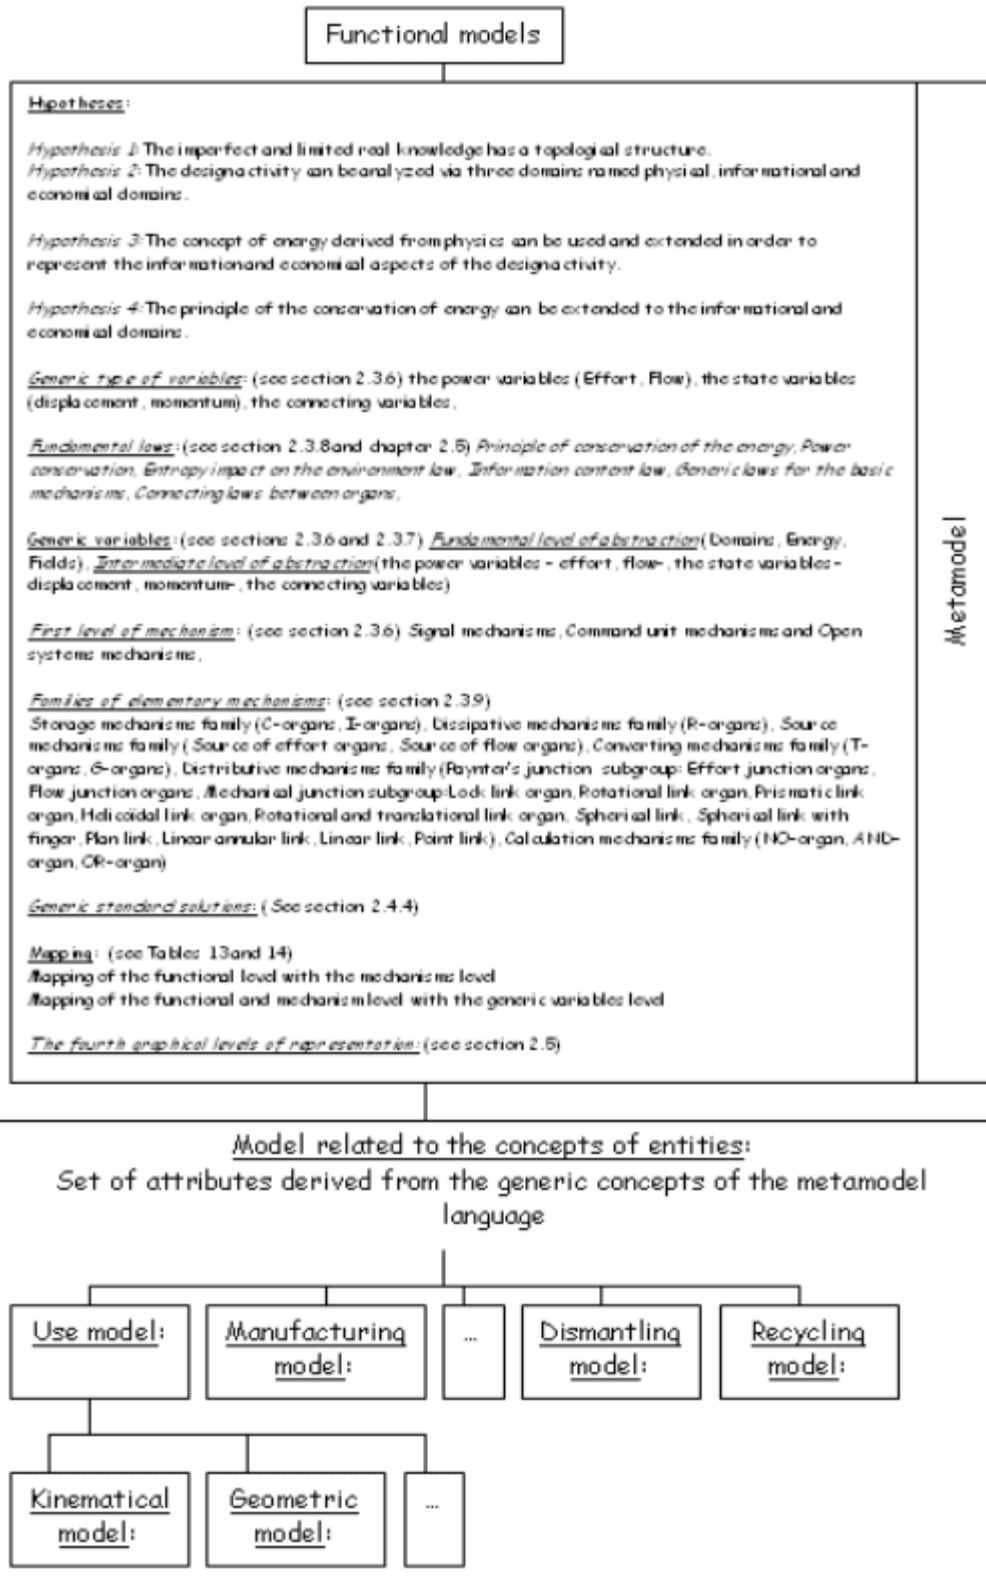 Functional models
Hypotheses:
Hypothesis 1: The imperfect and limited real knowledge has a topological structure.
Hypothesis 2: The design activity can be analyzed via three domains named physical, informational and
economical domains.
Hypothesis 3: The concept of energy derived from physics can be used and extended in order to
represent the information and economical aspects of the design activity.
Hypothesis 4: The principle of the conservation of energy can be extended to the informational and
economical domains.
Generic type of variables: (see section 2.3.6) the power variables (Effort, Flow), the state variables
(displacement, momentum), the connecting variables,
Fundamental laws: (see section 2.3.8 and chapter 2.5) Principle of conservation of the energy, Power
conservation, Entropy impact on the environment law, Information content law, Generic laws for the basic
mechanisms, Connecting laws between organs,
Generic variables: (see sections 2.3.6 and 2.3.7) Fundamental level of abstraction (Domains, Energy,
Fields), Intermediate level of abstraction (the power variables – effort, flow-, the state variables –
displacement, momentum-, the connecting variables)
First level of mechanism: (see section 2.3.6) Signal mechanisms, Command unit mechanisms and Open
systems mechanisms,
Families of elementary mechanisms: (see section 2.3.9)
Storage mechanisms family (C-organs, I-organs), Dissipative mechanisms family (R-organs), Source
mechanisms family ( Source of effort organs, Source of flow organs), Converting mechanisms family (T-
organs, G-organs), Distributive mechanisms family (Paynter's junction subgroup: Effort junction organs,
Flow junction organs, Mechanical junction subgroup: Lock link organ, Rotational link organ, Prismatic link
organ, Helicoïdal link organ, Rotational and translational link organ, Spherical link, Spherical link with
finger, Plan link, Linear annular link, Linear link, Point link), Calculation mechanisms family (NO-organ, AND-
organ, OR-organ)
Generic standard solutions: ( See section 2.4.4)
Mapping: (see Tables 13 and 14)
Mapping of the functional level with the mechanisms level
Mapping of the functional and mechanism level with the generic variables level
The fourth graphical levels of representation: (see section 2.5)
Metamodel
Model related to the concepts of entities:
Set of attributes derived from the generic concepts of the metamodel
language
Use model:
Manufacturing
model:
...
Dismantling
model:
Recycling
model:
Kinematical
model:
Geometric
model:
...